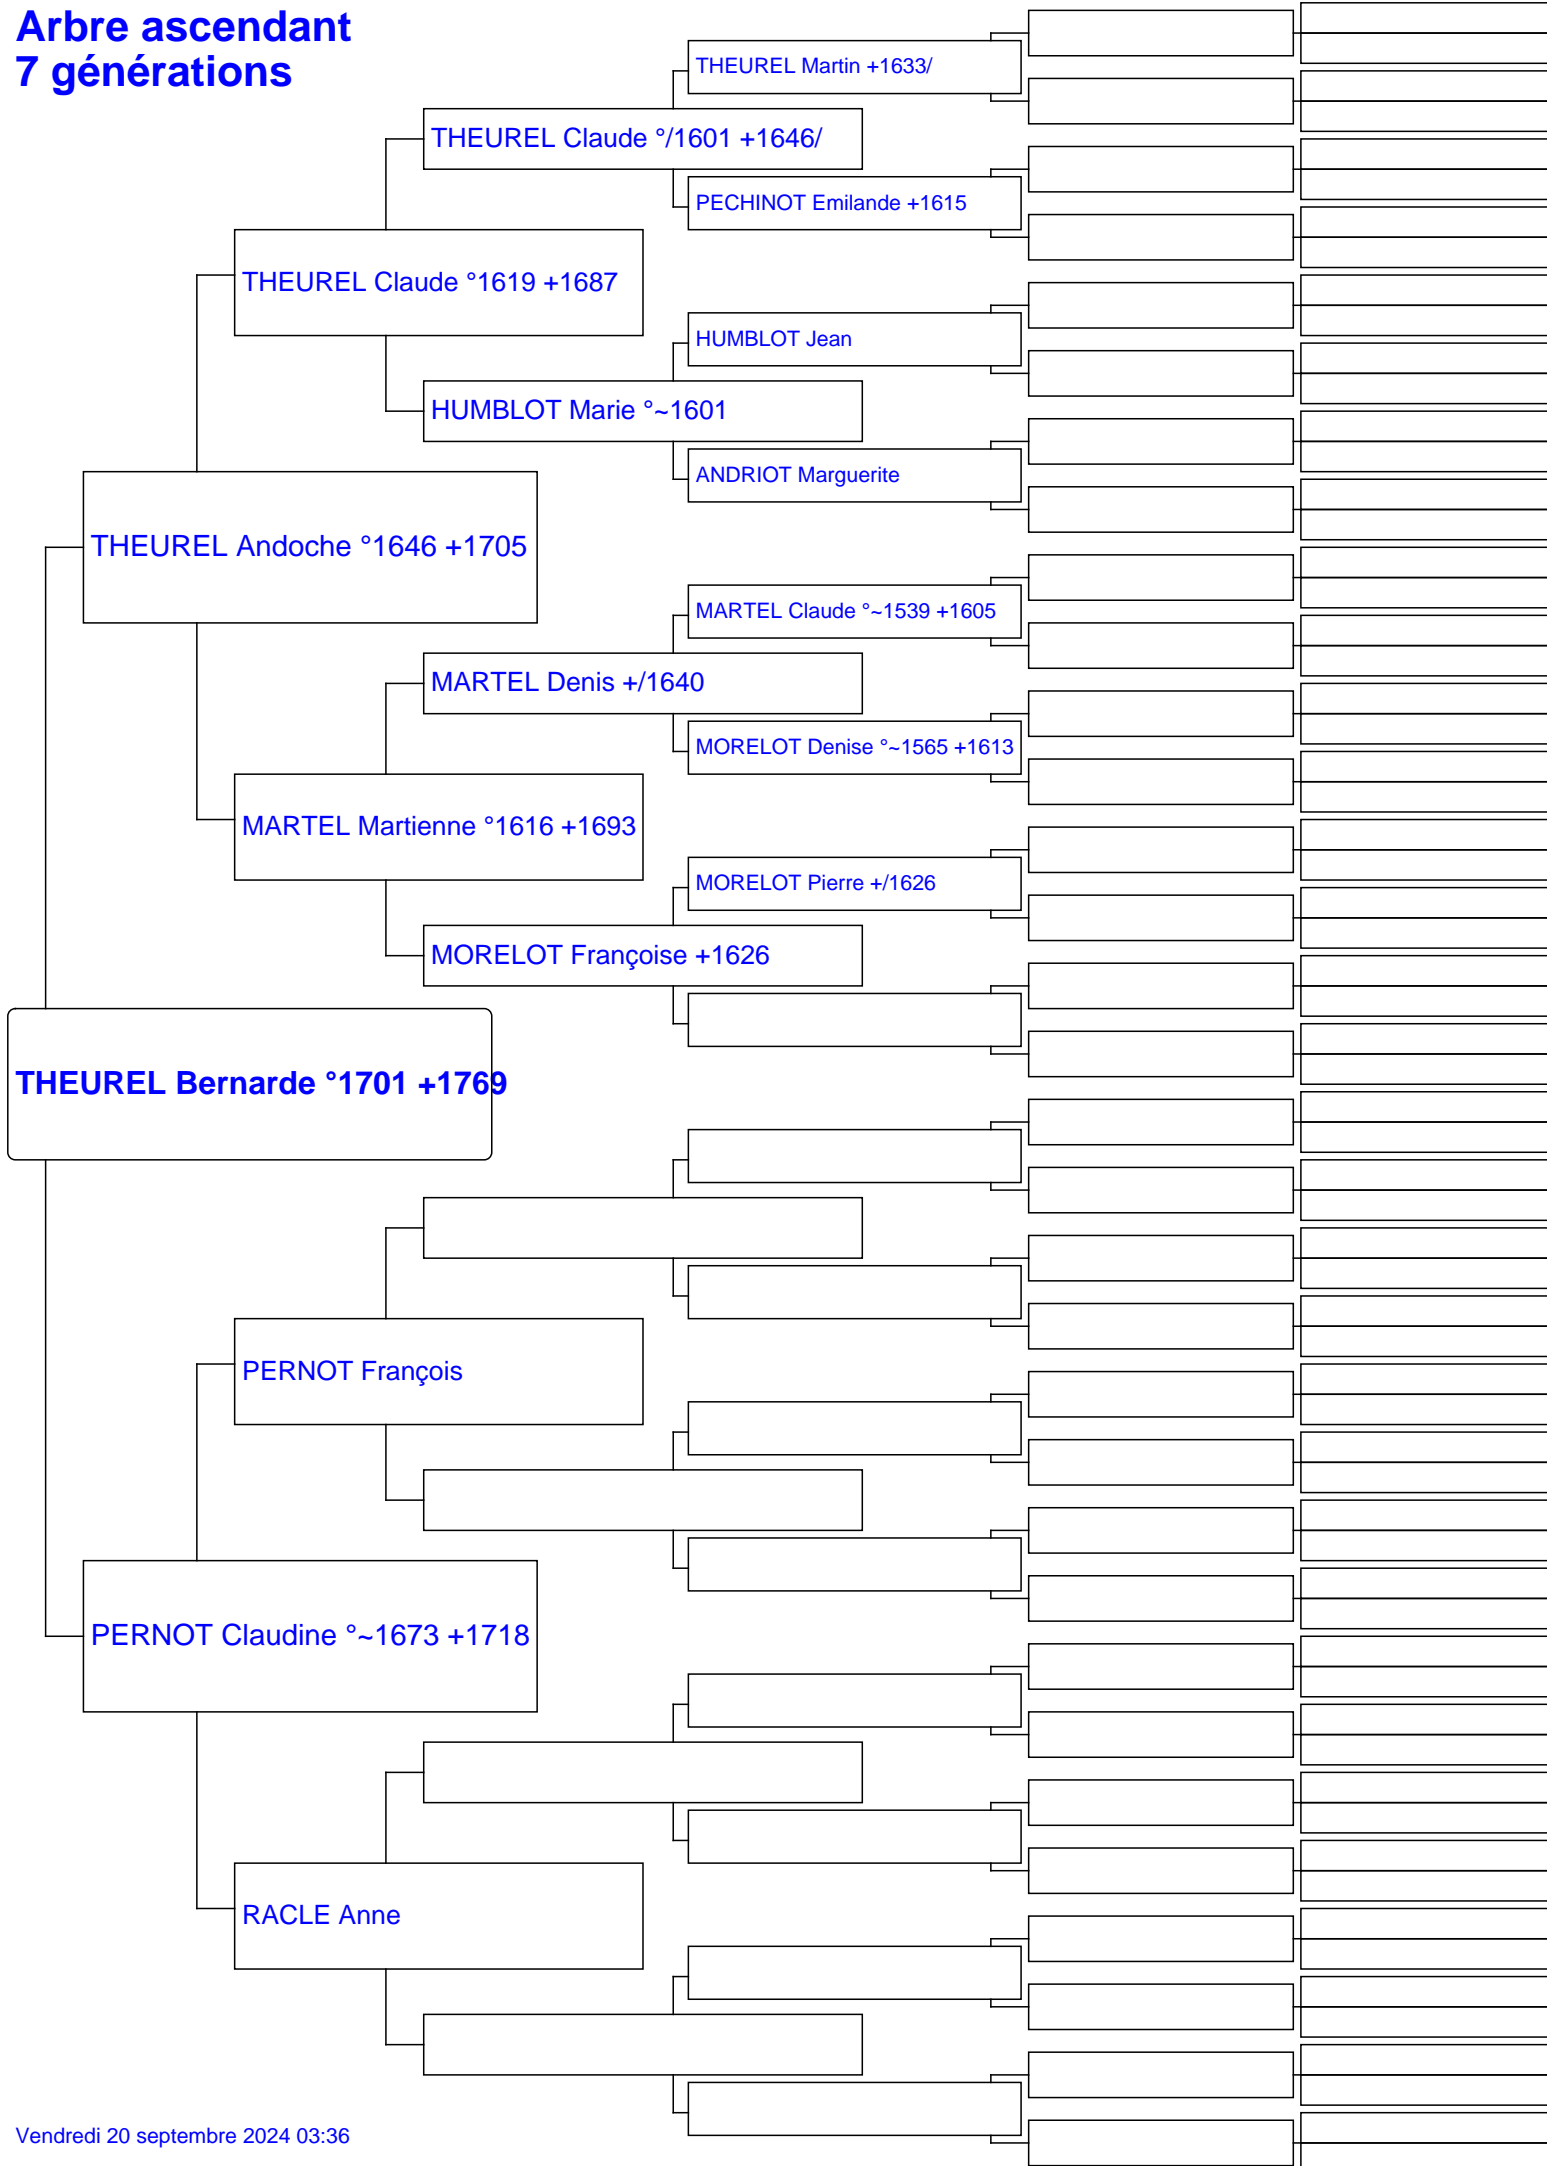 Arbre ascendant
7 générations
THEUREL Martin +1633/
THEUREL Claude °/1601 +1646/
PECHINOT Emilande +1615
THEUREL Claude °1619 +1687
HUMBLOT Jean
HUMBLOT Marie °~1601
ANDRIOT Marguerite
THEUREL Andoche °1646 +1705
MARTEL Claude °~1539 +1605
MARTEL Denis +/1640
MORELOT Denise °~1565 +1613
MARTEL Martienne °1616 +1693
MORELOT Pierre +/1626
MORELOT Françoise +1626
THEUREL Bernarde °1701 +1769
PERNOT François
PERNOT Claudine °~1673 +1718
RACLE Anne
Vendredi 20 septembre 2024 03:36